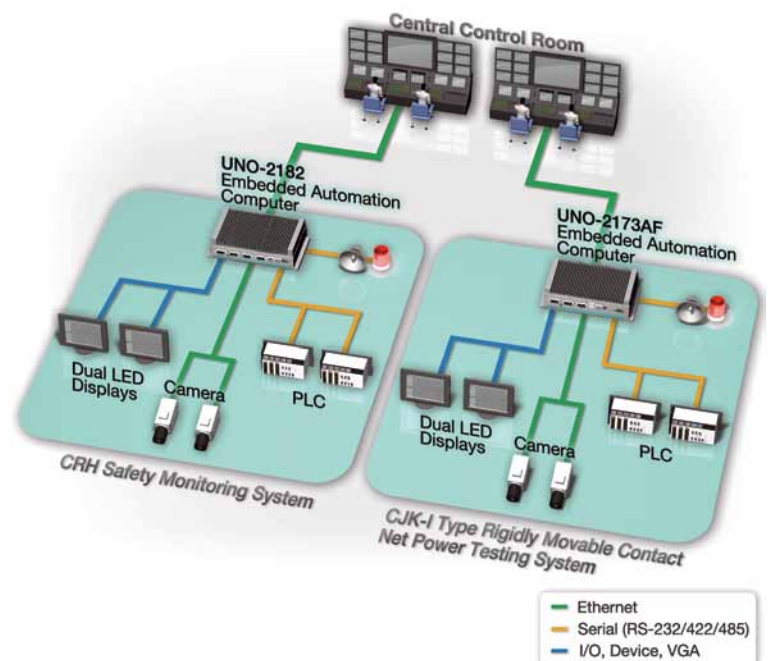 Central Control Room
UNO-2182
Embedded Automation
Computer
UNO-2173AF
Embedded Automation
Computer
Dual LED
Displays
Camera
PLC
Dual LED
Displays
Camera
PLC
CRH Safety Monitoring System
CJK-I Type Rigidly Movable Contact
Net Power Testing System
Ethernet
Serial (RS-232/422/485)
I/O, Device, VGA